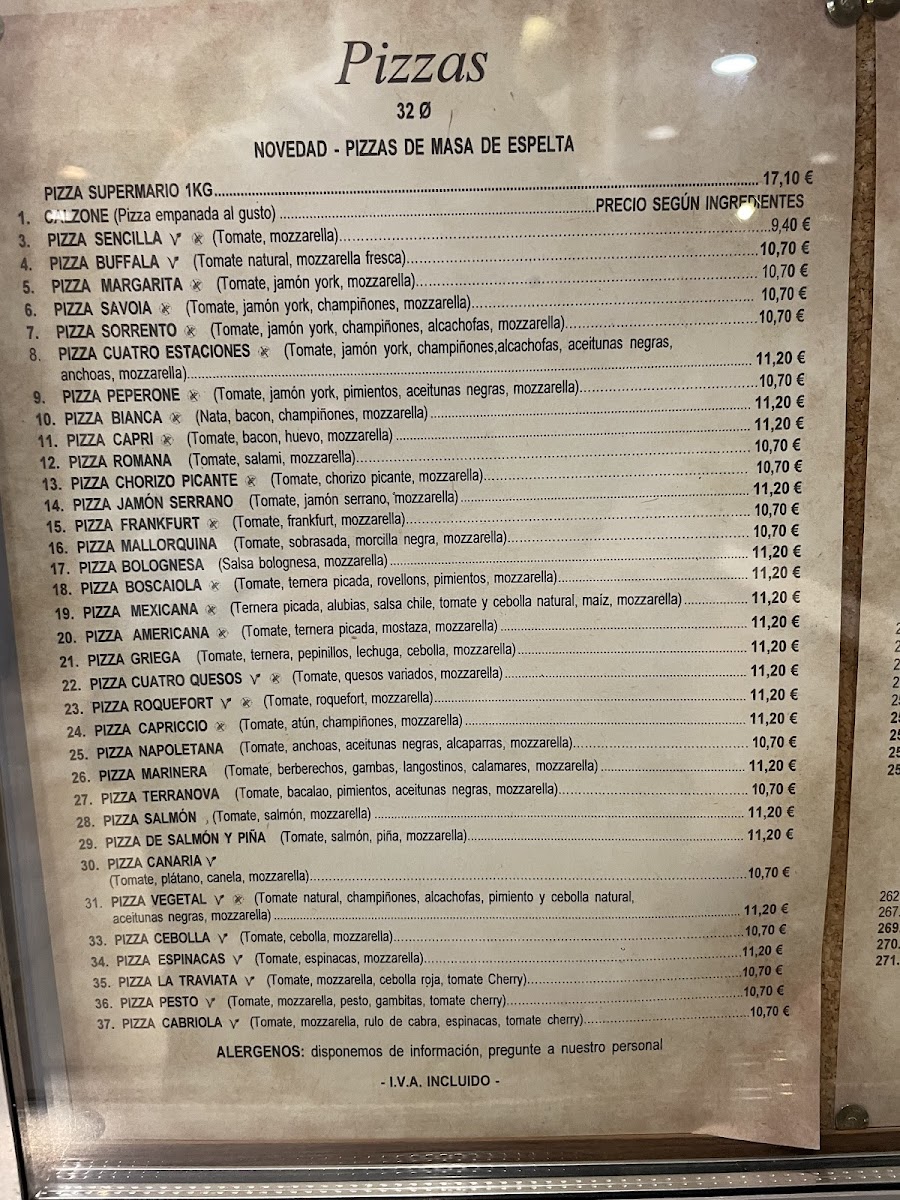 Pizzas
32 Ø
NOVEDAD - PIZZAS DE MASA DE ESPELTA
PIZZA SUPERMARIO 1KG 17,10 €
1. CALZONE (Pizza empanada al gusto) PRECIO SEGÚN INGREDIENTES
3. PIZZA SENCILLA (Tomate, mozzarella) 9,40 €
4. PIZZA BUFFALA (Tomate natural, mozzarella fresca) 10,70 €
5. PIZZA MARGARITA (Tomate, jamón york, mozzarella) 10,70 €
6. PIZZA SAVOIA (Tomate, jamón york, champiñones, mozzarella) 10,70 €
7. PIZZA SORRENTO (Tomate, jamón york, champiñones, alcachofas, mozzarella) 10,70 €
8. PIZZA CUATRO ESTACIONES (Tomate, jamón york, champiñones,alcachofas, aceitunas negras,
anchoas, mozzarella) 11,20 €
9. PIZZA PEPERONE (Tomate, jamón york, pimientos, aceitunas negras, mozzarella) 10,70 €
10. PIZZA BIANCA (Nata, bacon, champiñones, mozzarella) 11,20 €
11. PIZZA CAPRI (Tomate, bacon, huevo, mozzarella) 11,20 €
12. PIZZA ROMANA (Tomate, salami, mozzarella) 10,70 €
13. PIZZA CHORIZO PICANTE (Tomate, chorizo picante, mozzarella) 10,70 €
14. PIZZA JAMÓN SERRANO (Tomate, jamón serrano, mozzarella) 11,20 €
15. PIZZA FRANKFURT (Tomate, frankfurt, mozzarella) 10,70 €
16. PIZZA MALLORQUINA (Tomate, sobrasada, morcilla negra, mozzarella) 10,70 €
17. PIZZA BOLOGNESA (Salsa bolognesa, mozzarella) 11,20 €
18. PIZZA BOSCAIOLA (Tomate, ternera picada, rovellons, pimientos, mozzarella) 11,20 €
19. PIZZA MEXICANA (Ternera picada, alubias, salsa chile, tomate y cebolla natural, maíz, mozzarella) 11,20 €
20. PIZZA AMERICANA (Tomate, ternera picada, mostaza, mozzarella) 11,20 €
21. PIZZA GRIEGA (Tomate, ternera, pepinillos, lechuga, cebolla, mozzarella) 11,20 €
22. PIZZA CUATRO QUESOS (Tomate, quesos variados, mozzarella) 11,20 €
23. PIZZA ROQUEFORT (Tomate, roquefort, mozzarella) 11,20 €
24. PIZZA CAPRICCIO (Tomate, atún, champiñones, mozzarella) 11,20 €
25. PIZZA NAPOLETANA (Tomate, anchoas, aceitunas negras, alcaparras, mozzarella) 10,70 €
26. PIZZA MARINERA (Tomate, berberechos, gambas, langostinos, calamares, mozzarella) 11,20 €
27. PIZZA TERRANOVA (Tomate, bacalao, pimientos, aceitunas negras, mozzarella) 10,70 €
28. PIZZA SALMÓN (Tomate, salmón, mozzarella) 11,20 €
29. PIZZA DE SALMÓN Y PIÑA (Tomate, salmón, piña, mozzarella) 11,20 €
30. PIZZA CANARIA
(Tomate, plátano, canela, mozzarella) 10,70 €
31. PIZZA VEGETAL (Tomate natural, champiñones, alcachofas, pimiento y cebolla natural,
aceitunas negras, mozzarella) 11,20 €
33. PIZZA CEBOLLA (Tomate, cebolla, mozzarella) 10,70 €
34. PIZZA ESPINACAS (Tomate, espinacas, mozzarella) 11,20 €
35. PIZZA LA TRAVIATA (Tomate, mozzarella, cebolla roja, tomate Cherry) 10,70 €
36. PIZZA PESTO (Tomate, mozzarella, pesto, gambitas, tomate cherry) 10,70 €
37. PIZZA CABRIOLA (Tomate, mozzarella, rulo de cabra, espinacas, tomate cherry) 10,70 €
ALERGENOS: disponemos de información, pregunte a nuestro personal
- I.V.A. INCLUIDO -
262
267.
269.
270.
271.